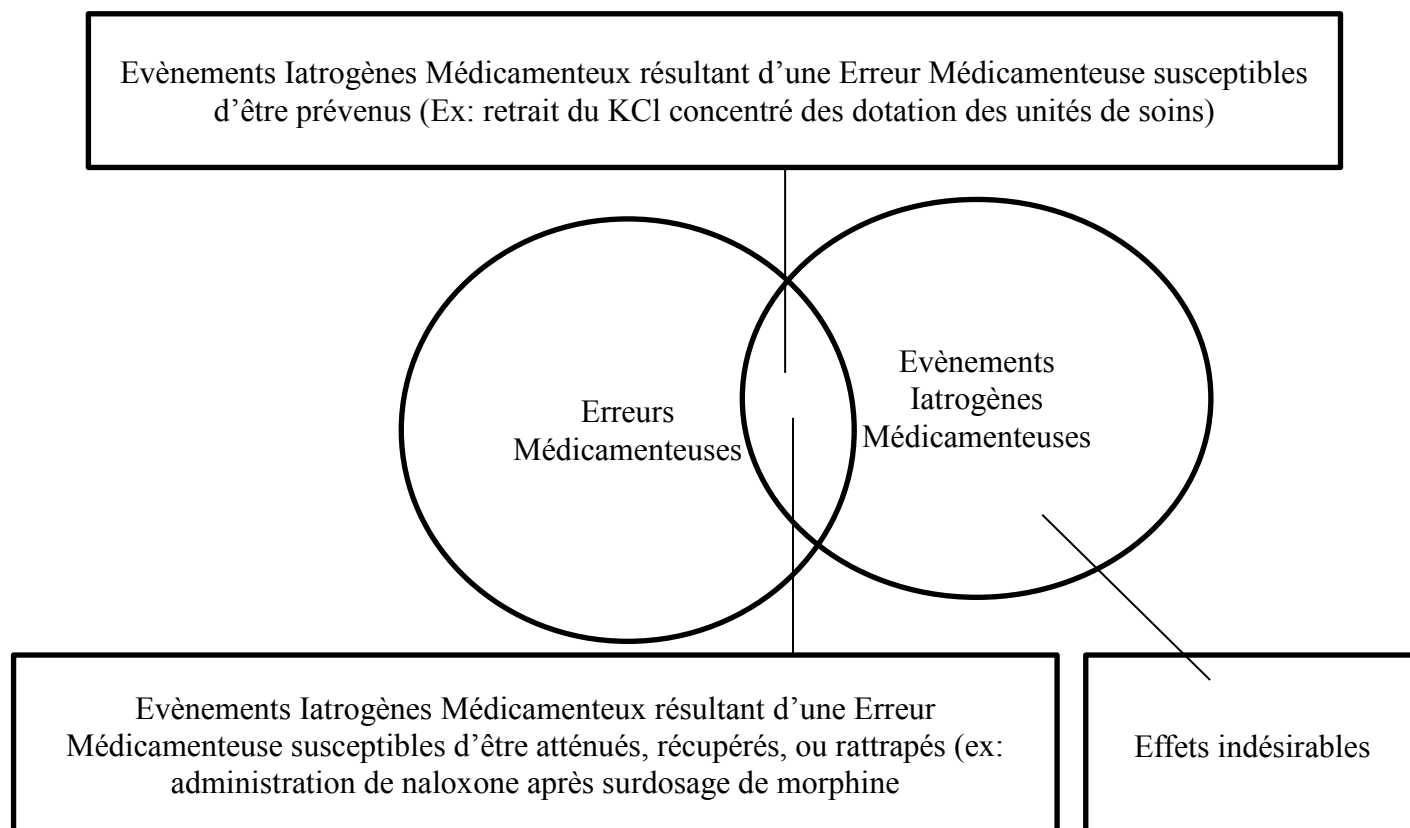 Evènements Iatrogènes Médicamenteux résultant d’une Erreur Médicamenteuse susceptibles
d’être prévenus (Ex: retrait du KCl concentré des dotation des unités de soins)
Erreurs
Médicamenteuses
Evènements
Iatrogènes
Médicamenteuses
Evènements Iatrogènes Médicamenteux résultant d’une Erreur
Médicamenteuse susceptibles d’être atténués, récupérés, ou rattrapés (ex:
administration de naloxone après surdosage de morphine
Effets indésirables